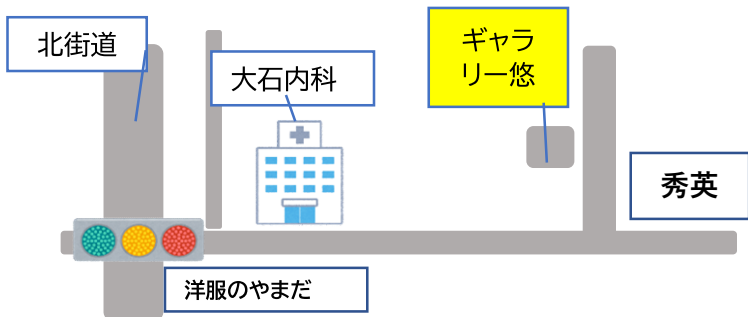 北街道
大石内科
ギャラ
リー悠
秀英
洋服のやまだ